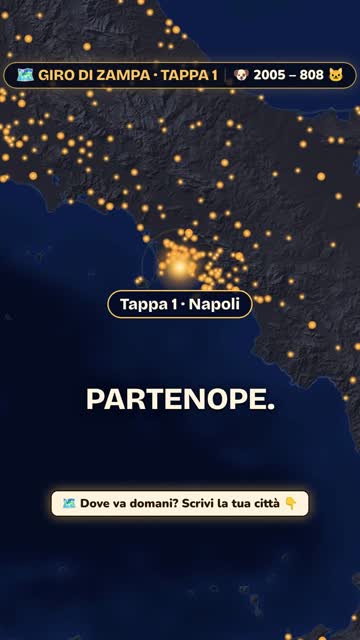 🗺️ GIRO DI ZAMPA · TAPPA 1 | 🐶 2005 – 808 🐱
Tappa 1 · Napoli
PARTENOPE.
🗺️ Dove va domani? Scrivi la tua città 👇